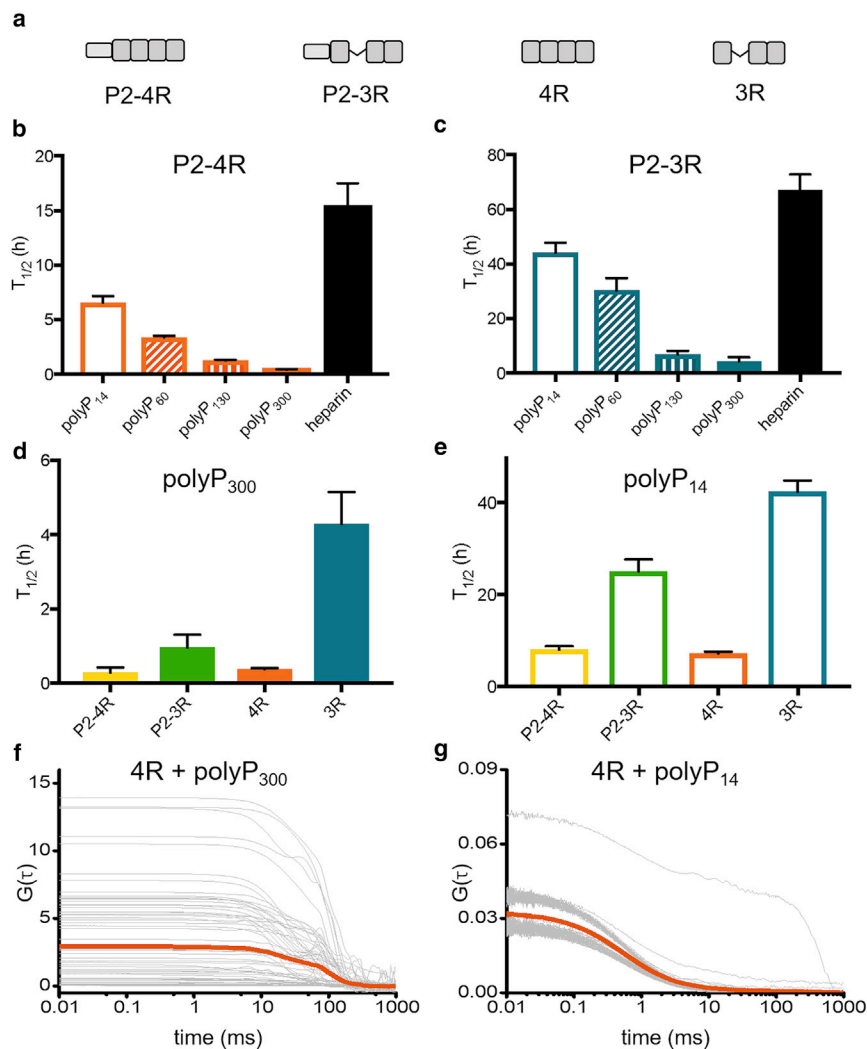 a
P2-4R P2-3R 4R 3R
b
P2-4R
T1/2 (h)
20
15
10
5
0
polyP14 polyP60 polyP130 polyP300 heparin
c
P2-3R
T1/2 (h)
80
60
40
20
0
polyP14 polyP60 polyP130 polyP300 heparin
d
polyP300
T1/2 (h)
6
4
2
0
P2-4R P2-3R 4R 3R
e
polyP14
T1/2 (h)
40
20
0
P2-4R P2-3R 4R 3R
f
4R + polyP300
G(τ)
15
10
5
0
0.01 0.1 1 10 100 1000
time (ms)
g
4R + polyP14
G(τ)
0.09
0.06
0.03
0.00
0.01 0.1 1 10 100 1000
time (ms)